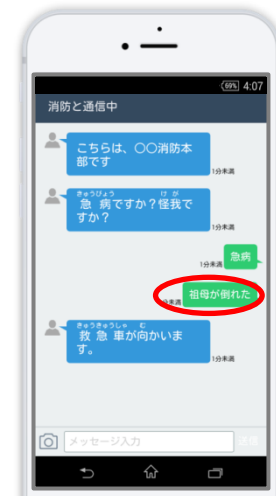 69% 4:07
消防と通信中
こちらは、〇〇消防本
部です
1分未満
きゅうびょう けが
急病ですか?怪我で
すか?
1分未満
1分未満 急病
分未満 祖母が倒れた
きゅうきゅうしゃ む
救急車が向かいま
す。
1分未満
メッセージ入力 送信